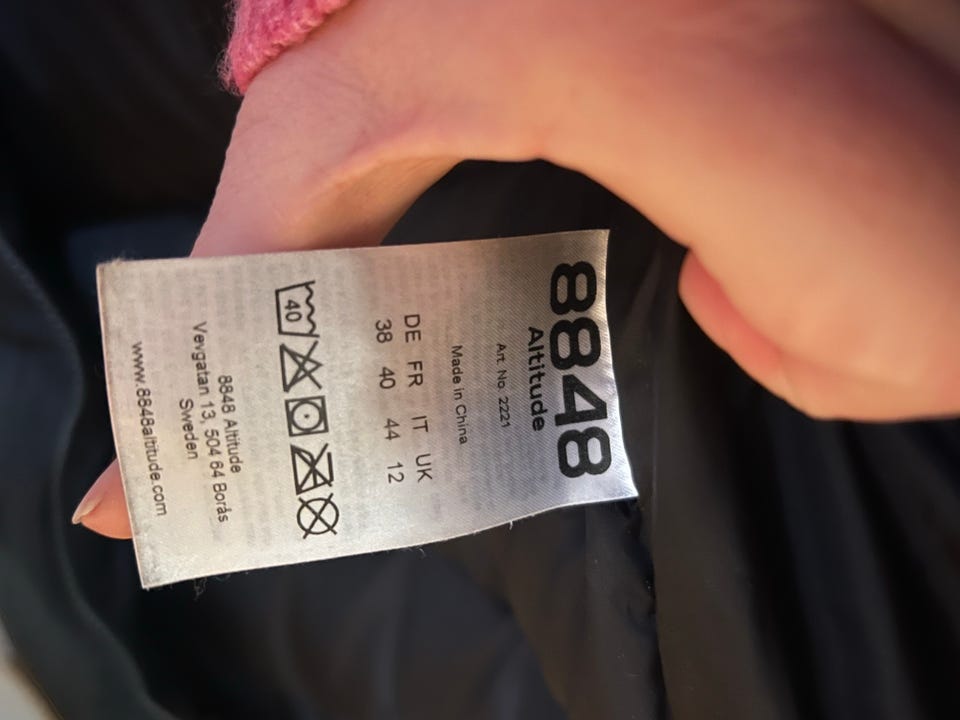 8848
Altitude
Art. No. 2221
Made in China
DE FR IT UK
38 40 44 12
40
8848 Altitude
Vevgatan 13, 504 64 Borås
Sweden
www.8848altitude.com